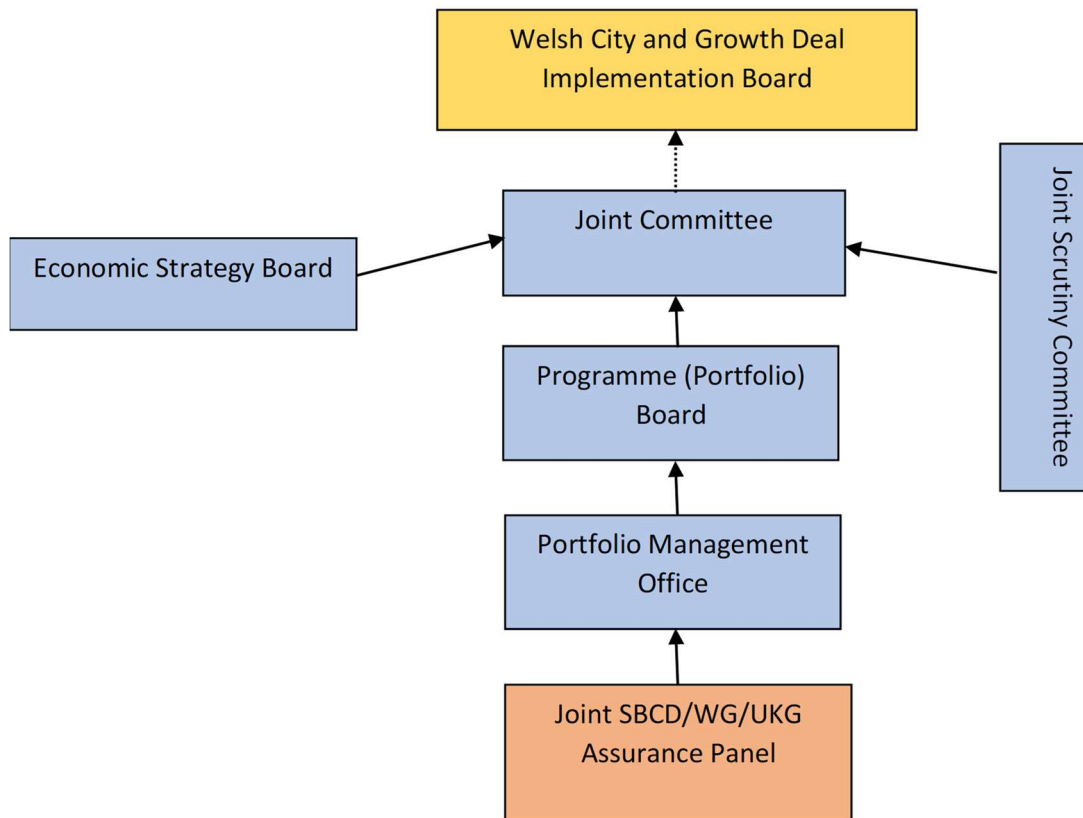 Welsh City and Growth Deal
Implementation Board
Joint Committee
Economic Strategy Board
Joint Scrutiny Committee
Programme (Portfolio)
Board
Portfolio Management
Office
Joint SBCD/WG/UKG
Assurance Panel